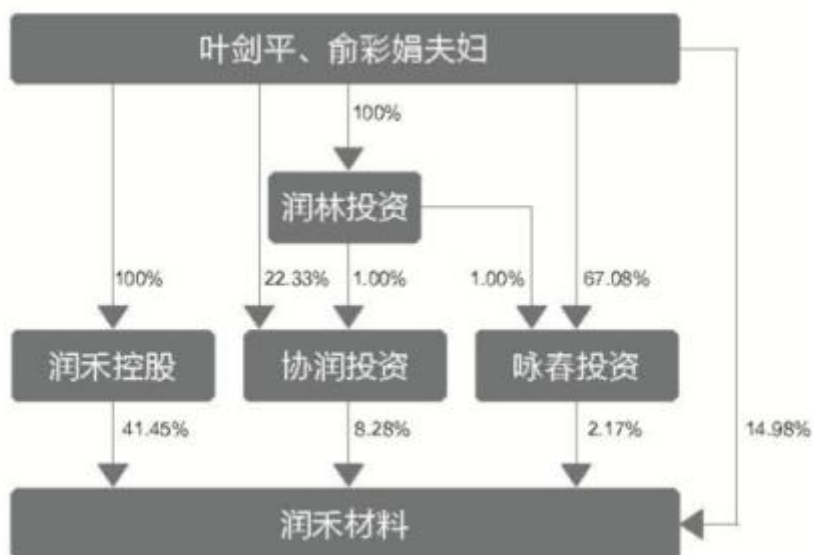 叶剑平、俞彩娟夫妇
100%
润林投资
100%
22.33%
1.00%
1.00%
67.08%
润禾控股
协润投资
咏春投资
41.45%
8.28%
2.17%
14.98%
润禾材料